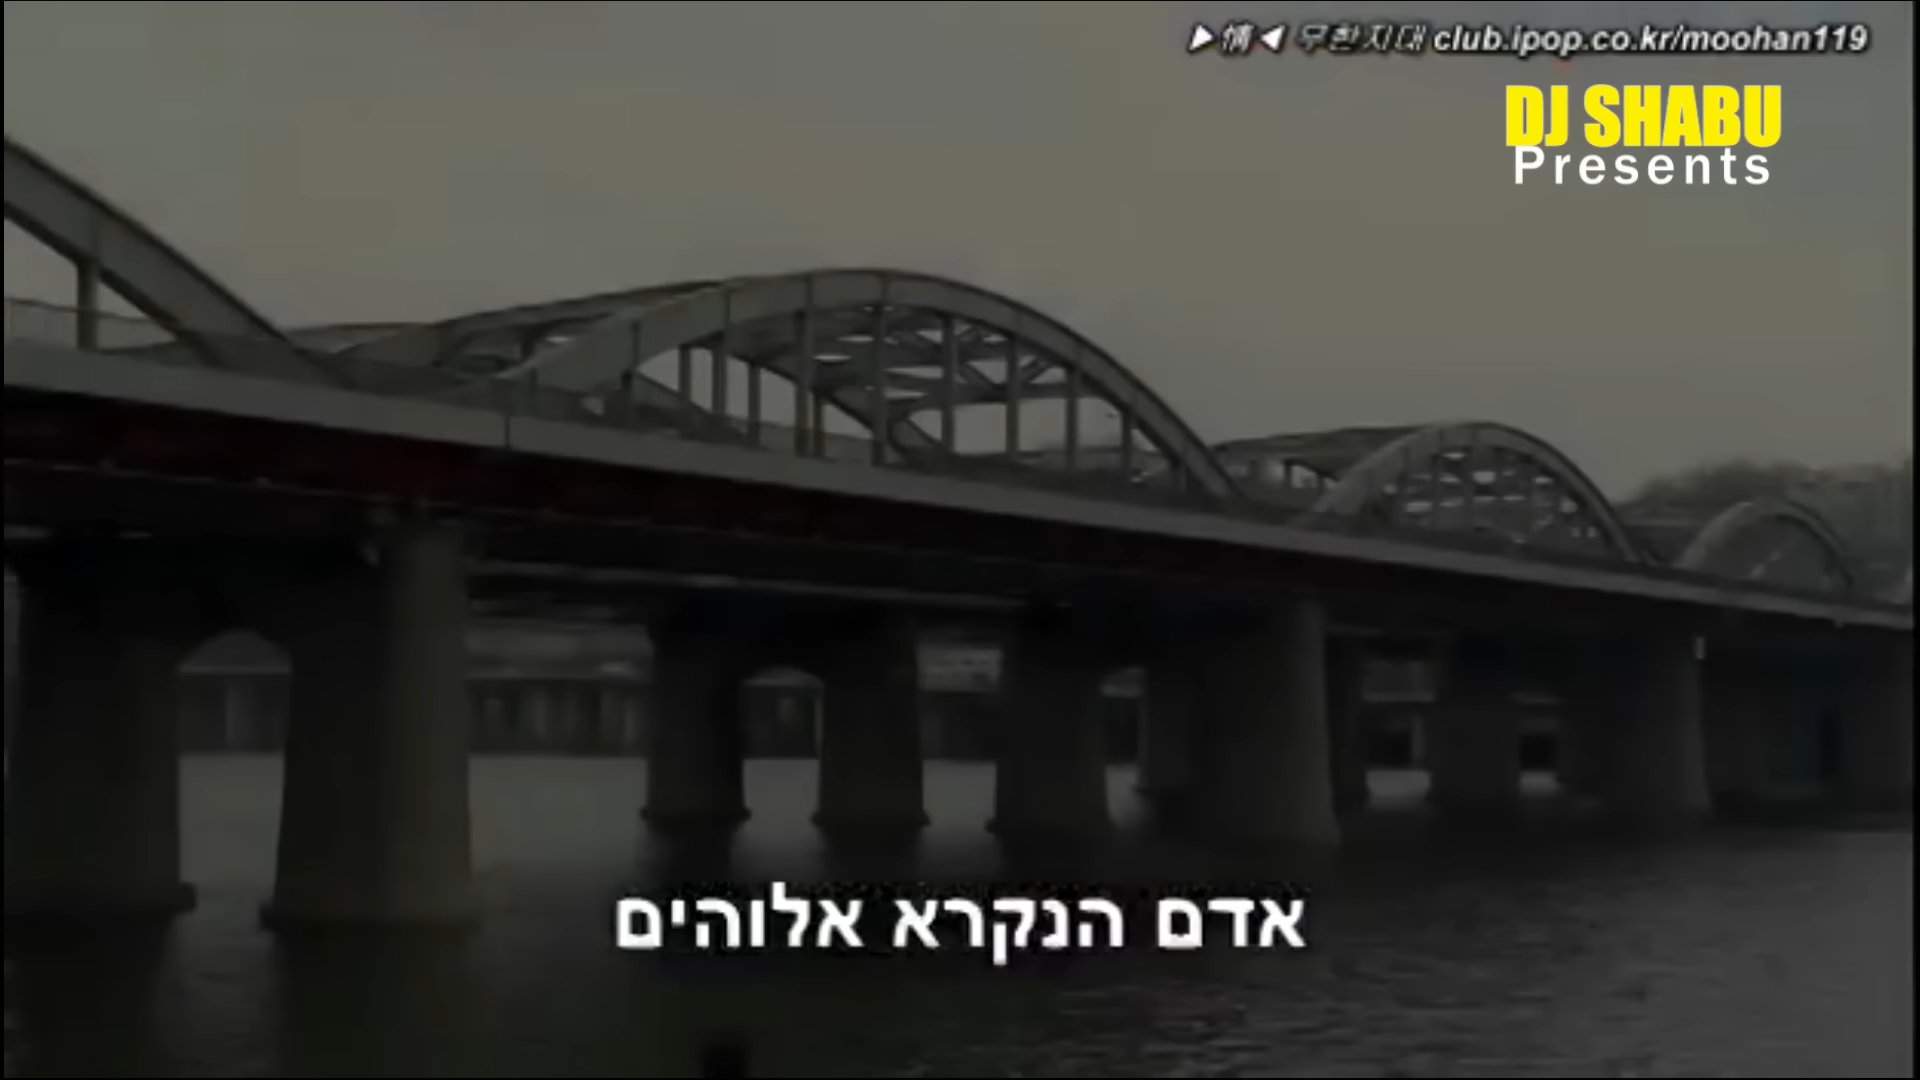 ▶情◀ 무한지대 club.ipop.co.kr/moohan119
DJ SHABU
Presents
אדם הנקרא אלוהים